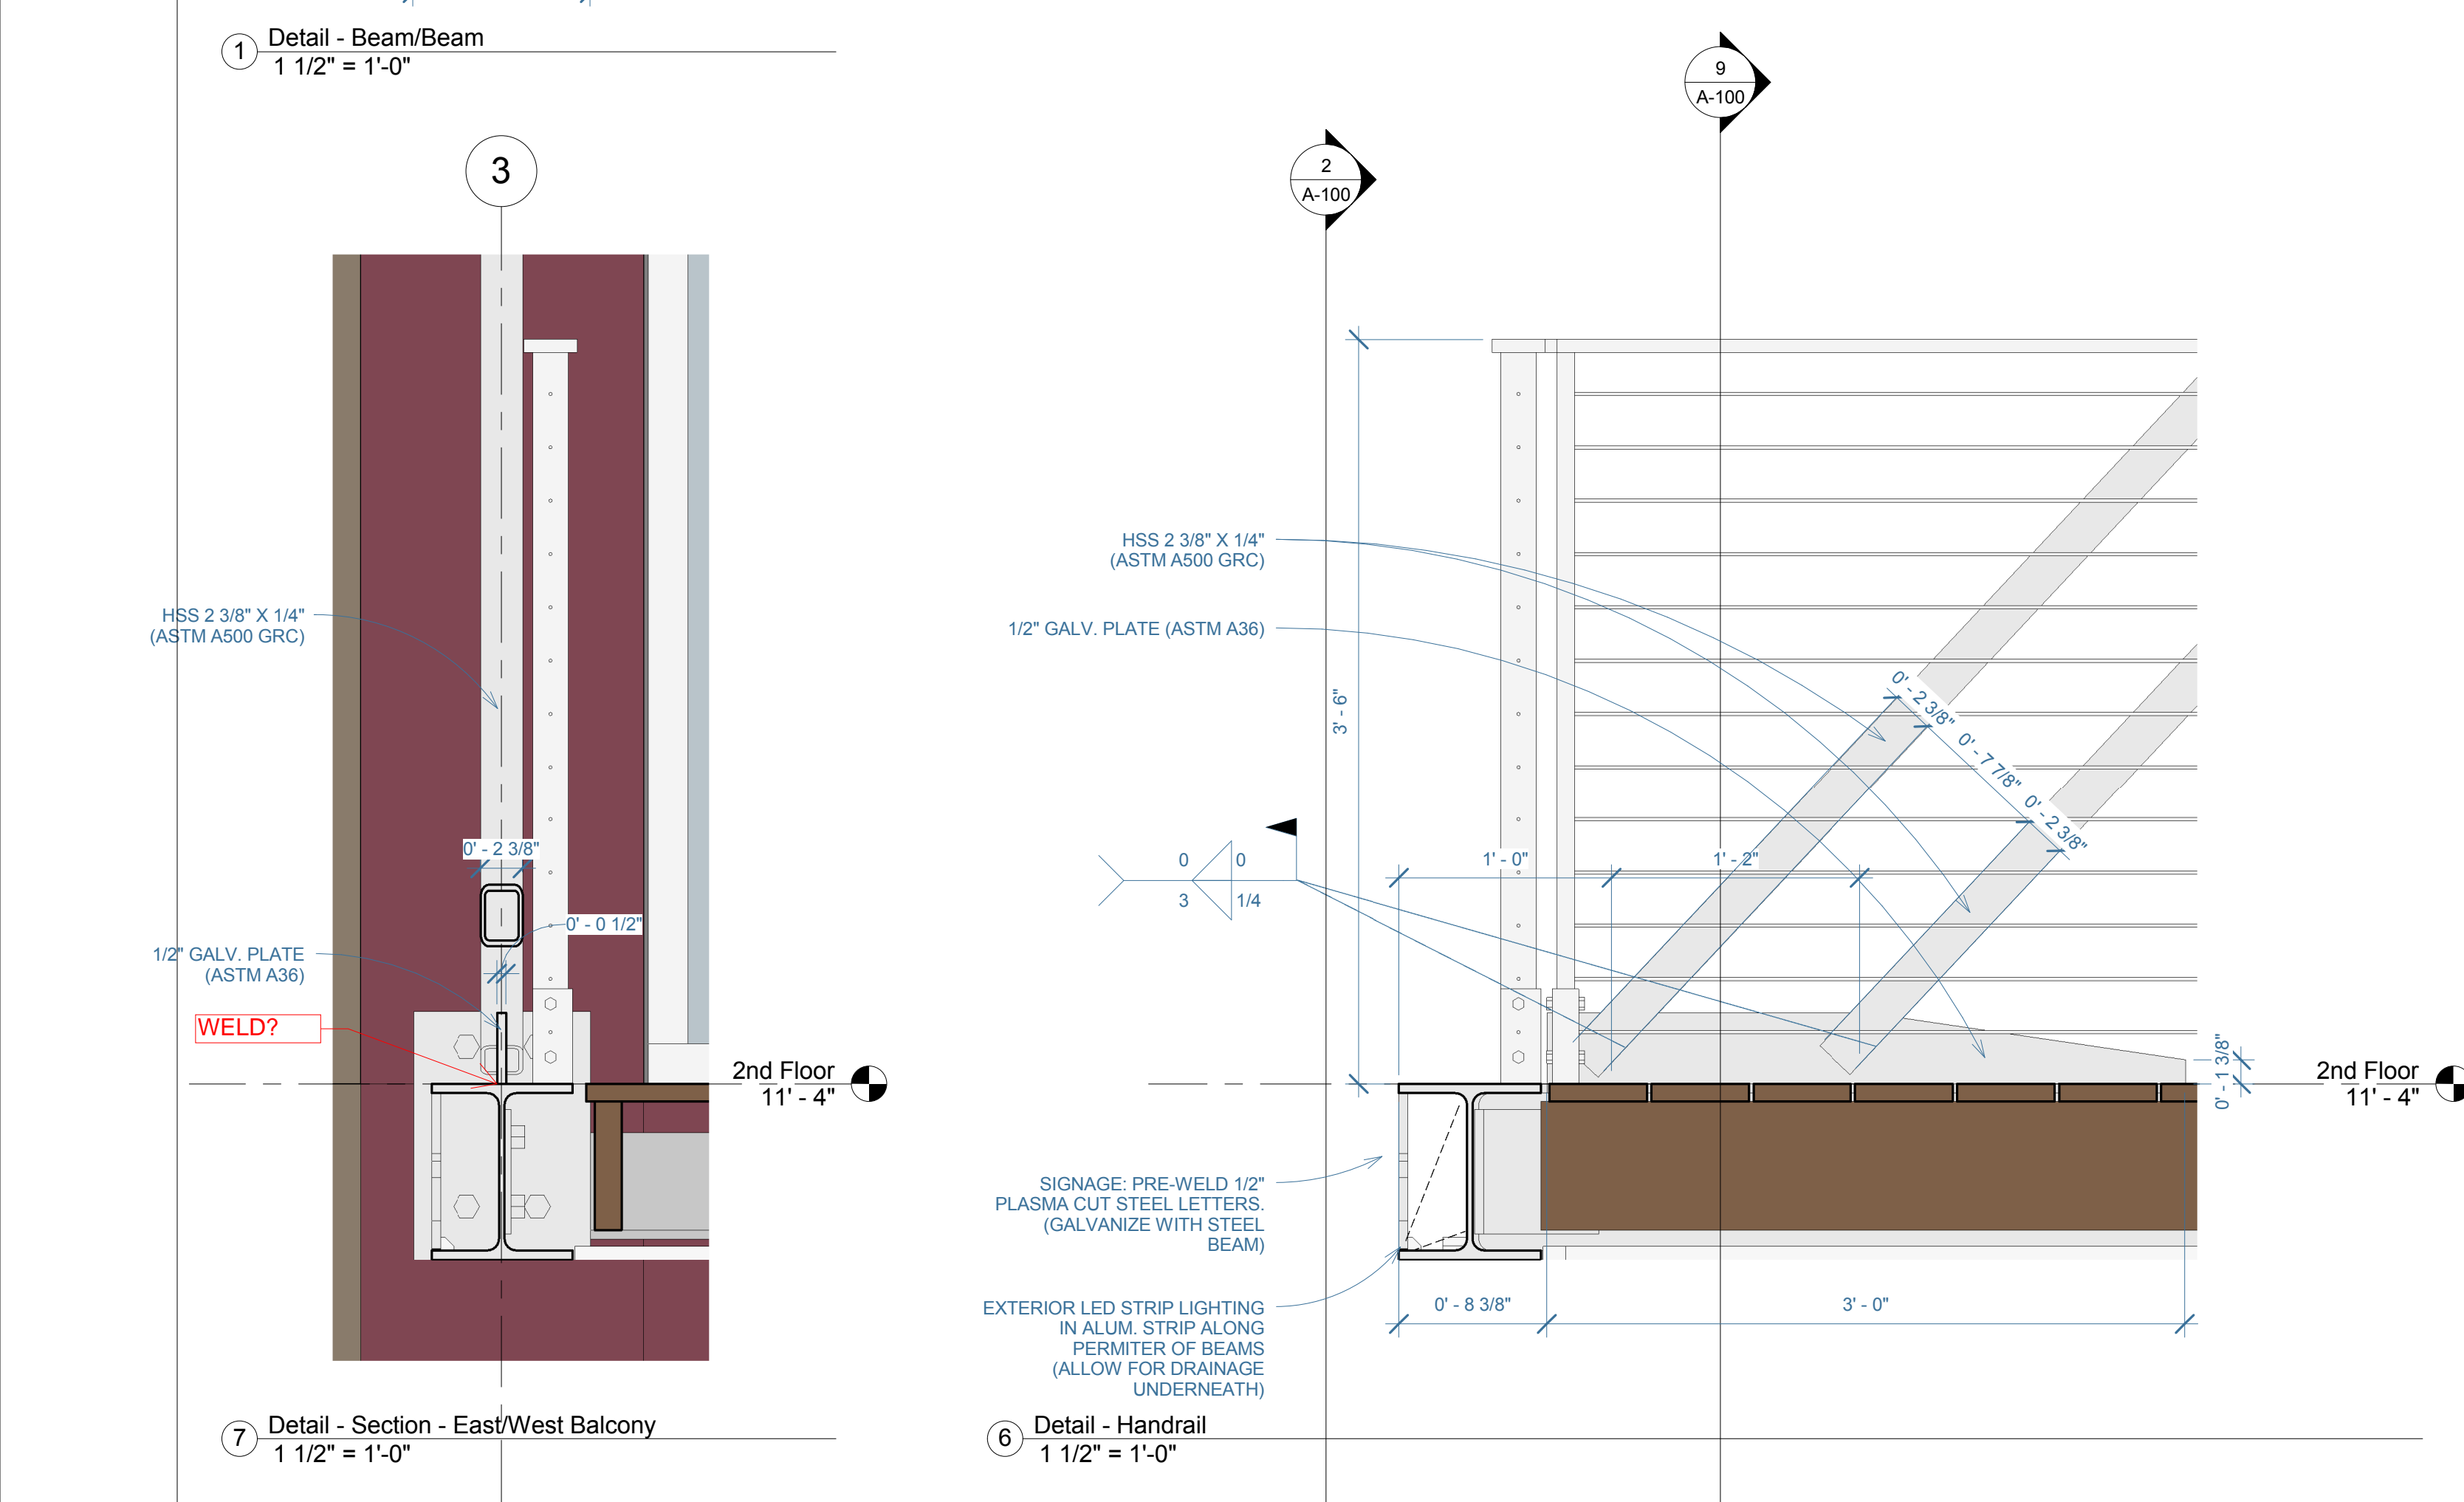 1
Detail - Beam/Beam
1 1/2" = 1'-0"
3
HSS 2 3/8" X 1/4"
(ASTM A500 GRC)
0' - 2 3/8"
0' - 0 1/2"
1/2" GALV. PLATE
(ASTM A36)
WELD?
2nd Floor
11' - 4"
7
Detail - Section - East/West Balcony
1 1/2" = 1'-0"
9
A-100
2
A-100
HSS 2 3/8" X 1/4"
(ASTM A500 GRC)
1/2" GALV. PLATE (ASTM A36)
3' - 6"
0' - 2 3/8"
0' - 7 7/8"
0' - 2 3/8"
0
0
3
1/4
1' - 0"
1' - 2"
0' - 1 3/8"
2nd Floor
11' - 4"
SIGNAGE: PRE-WELD 1/2"
PLASMA CUT STEEL LETTERS.
(GALVANIZE WITH STEEL
BEAM)
EXTERIOR LED STRIP LIGHTING
IN ALUM. STRIP ALONG
PERMITER OF BEAMS
(ALLOW FOR DRAINAGE
UNDERNEATH)
0' - 8 3/8"
3' - 0"
6
Detail - Handrail
1 1/2" = 1'-0"